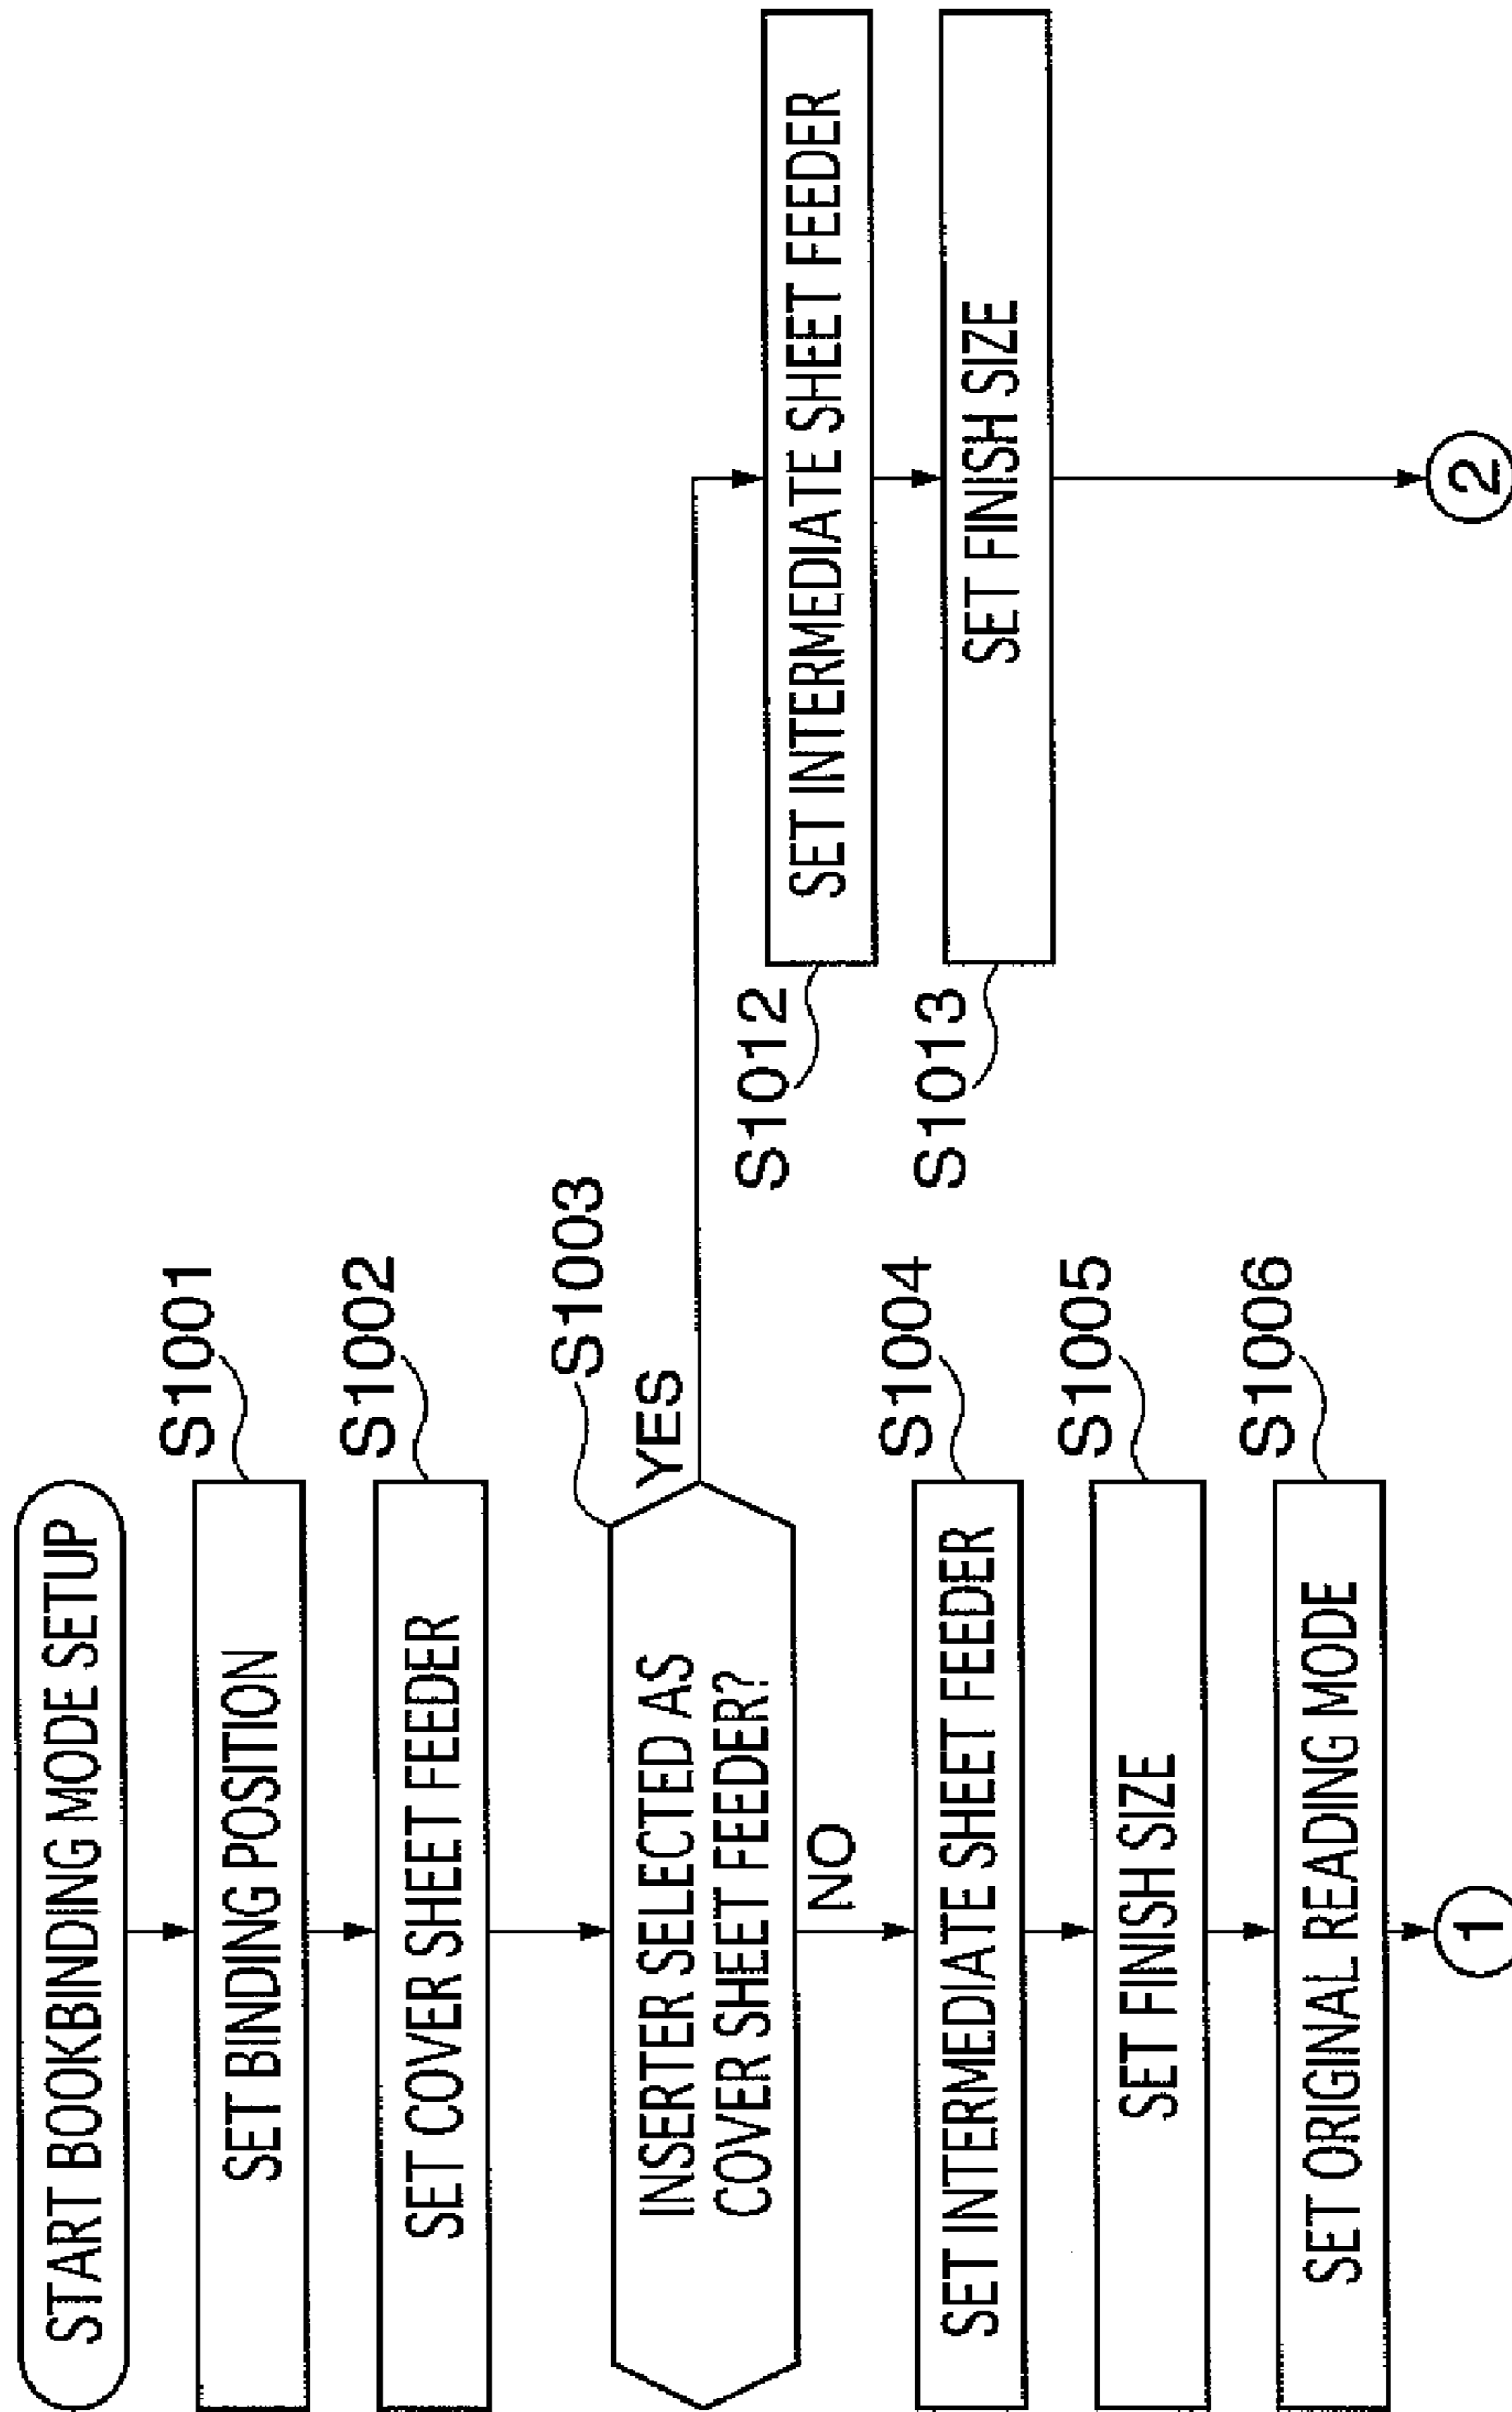 START BOOKBINDING MODE SETUP
S1001
SET BINDING POSITION
S1002
SET COVER SHEET FEEDER
S1003
INSERTER SELECTED AS
COVER SHEET FEEDER?
YES
NO
S1004
SET INTERMEDIATE SHEET FEEDER
S1005
SET FINISH SIZE
S1006
SET ORIGINAL READING MODE
1
S1012
SET INTERMEDIATE SHEET FEEDER
S1013
SET FINISH SIZE
2